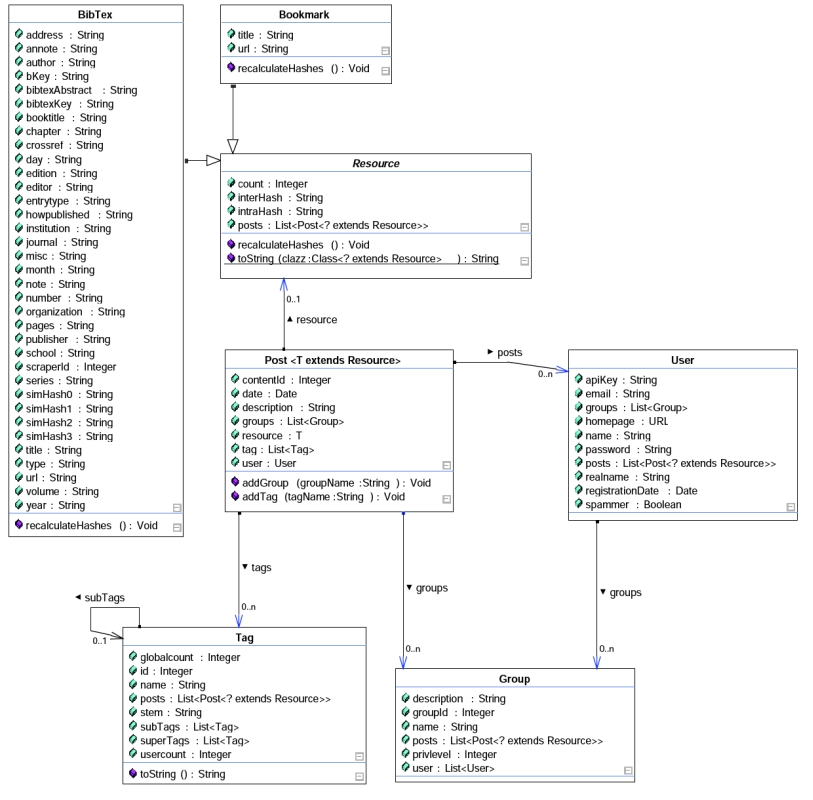 BibTex
address : String
annote : String
author : String
bKey : String
bibtexAbstract : String
bibtexKey : String
booktitle : String
chapter : String
crossref : String
day : String
edition : String
editor : String
entrytype : String
howpublished : String
institution : String
journal : String
misc : String
month : String
note : String
number : String
organization : String
pages : String
publisher : String
school : String
scraperId : Integer
series : String
simHash0 : String
simHash1 : String
simHash2 : String
simHash3 : String
title : String
type : String
url : String
volume : String
year : String
recalculateHashes () : Void
Bookmark
title : String
url : String
recalculateHashes () : Void
Resource
count : Integer
interHash : String
intraHash : String
posts : List<Post<? extends Resource>>
recalculateHashes () : Void
toString (clazz :Class<? extends Resource> ) : String
0..1
▲ resource
Post <T extends Resource>
contentId : Integer
date : Date
description : String
groups : List<Group>
resource : T
tag : List<Tag>
user : User
addGroup (groupName :String ) : Void
addTag (tagName :String ) : Void
► posts
0..n
User
apiKey : String
email : String
groups : List<Group>
homepage : URL
name : String
password : String
posts : List<Post<? extends Resource>>
realname : String
registrationDate : Date
spammer : Boolean
▼ tags
0..n
▼ groups
0..n
▼ groups
0..n
◄ subTags
0..1
Tag
globalcount : Integer
id : Integer
name : String
posts : List<Post<? extends Resource>>
stem : String
subTags : List<Tag>
superTags : List<Tag>
usercount : Integer
toString () : String
Group
description : String
groupId : Integer
name : String
posts : List<Post<? extends Resource>>
privlevel : Integer
user : List<User>